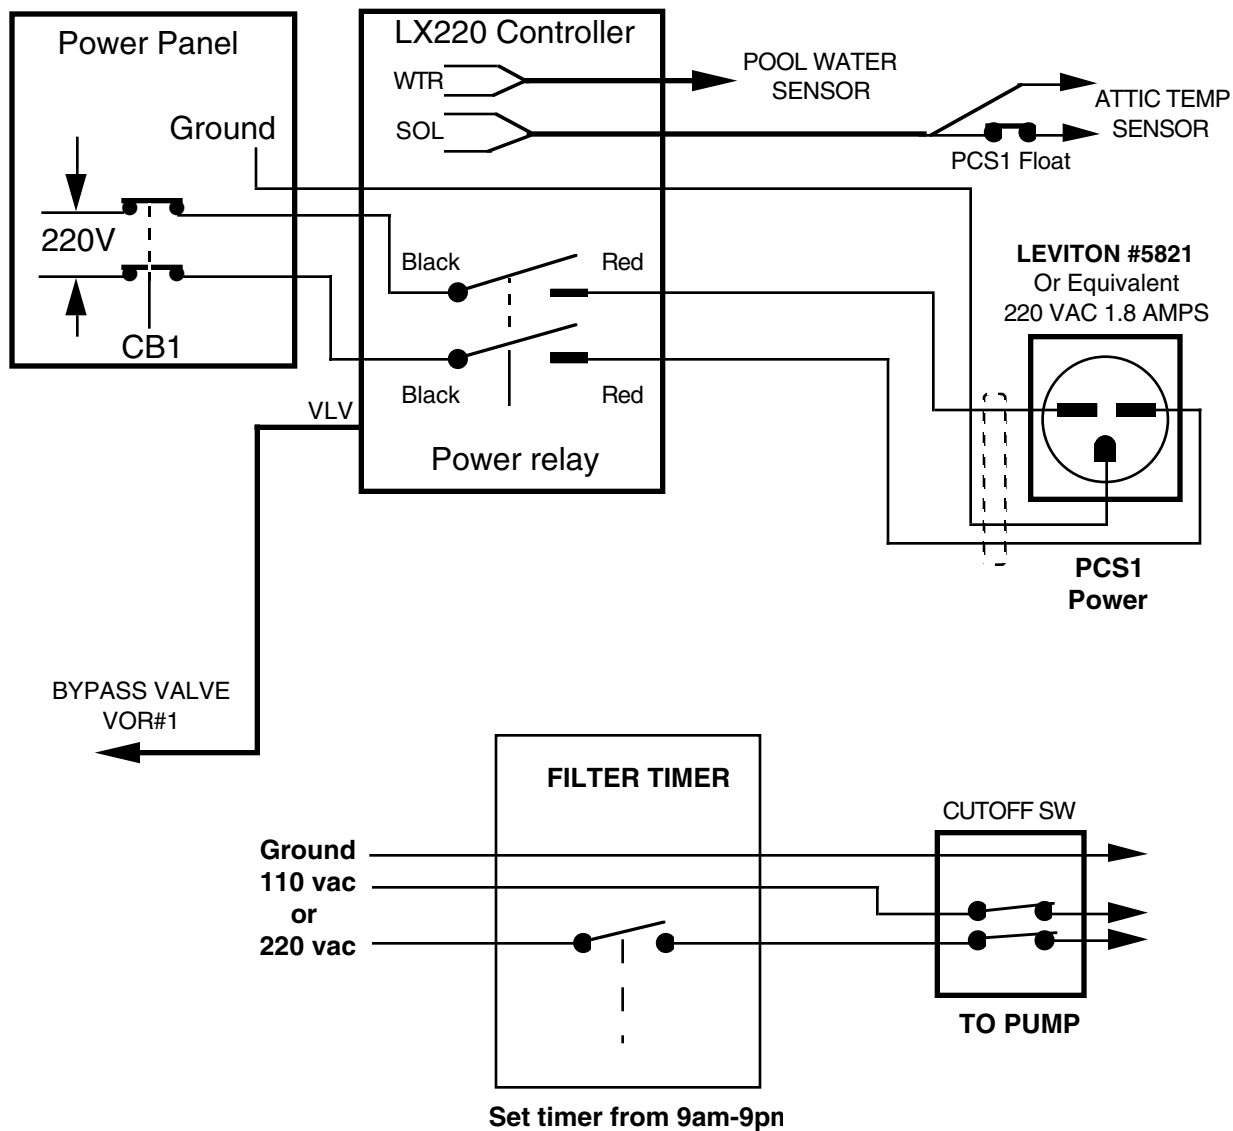 Power Panel
Ground
220V
CB1
LX220 Controller
WTR
SOL
Black
Red
Black
Red
Power relay
VLV
POOL WATER
SENSOR
ATTIC TEMP
SENSOR
PCS1 Float
LEVITON #5821
Or Equivalent
220 VAC 1.8 AMPS
PCS1
Power
BYPASS VALVE
VOR#1
FILTER TIMER
Ground
110 vac
or
220 vac
CUTOFF SW
TO PUMP
Set timer from 9am-9pm